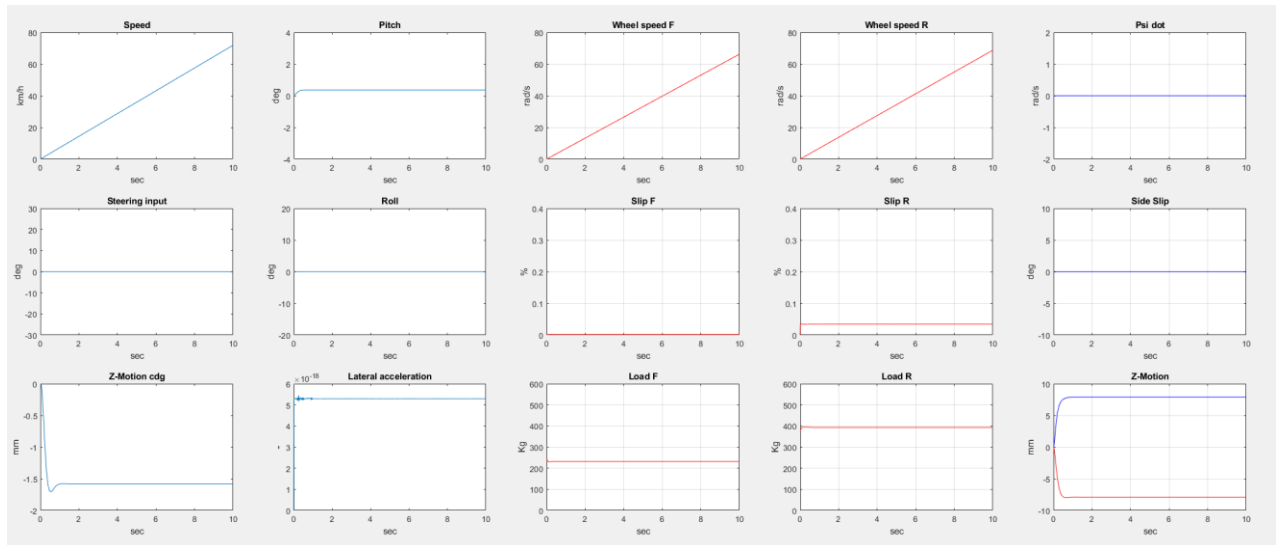 Speed
80
60
40
20
0
km/h
0 2 4 6 8 10
sec
Pitch
4
2
0
-2
-4
deg
0 2 4 6 8 10
sec
Wheel speed F
80
60
40
20
0
rad/s
0 2 4 6 8 10
sec
Wheel speed R
80
60
40
20
0
rad/s
0 2 4 6 8 10
sec
Psi dot
2
1
0
-1
-2
rad/s
0 2 4 6 8 10
sec
Steering input
30
20
10
0
-10
-20
-30
deg
0 2 4 6 8 10
sec
Roll
20
10
0
-10
-20
deg
0 2 4 6 8 10
sec
Slip F
0.4
0.3
0.2
0.1
0
%
0 2 4 6 8 10
sec
Slip R
0.4
0.3
0.2
0.1
0
%
0 2 4 6 8 10
sec
Side Slip
10
5
0
-5
-10
deg
0 2 4 6 8 10
sec
Z-Motion cdg
0
-0.5
-1
-1.5
-2
mm
0 2 4 6 8 10
sec
Lateral acceleration
6 × 10⁻¹⁸
5
4
3
2
1
0
-
0 2 4 6 8 10
sec
Load F
600
500
400
300
200
100
0
Kg
0 2 4 6 8 10
sec
Load R
600
500
400
300
200
100
0
Kg
0 2 4 6 8 10
sec
Z-Motion
10
5
0
-5
-10
mm
0 2 4 6 8 10
sec